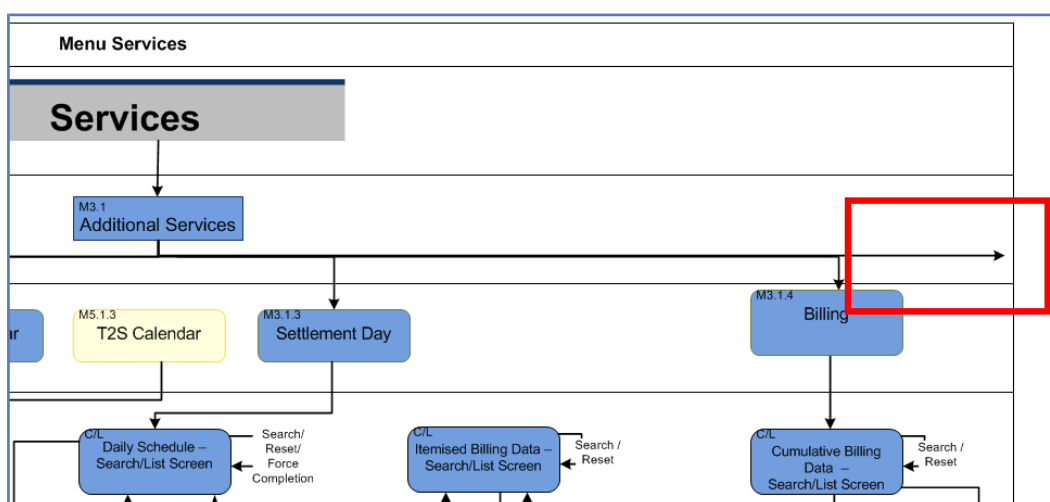 Menu Services
Services
M3.1
Additional Services
M5.1.3
T2S Calendar
M3.1.3
Settlement Day
M3.1.4
Billing
C/L
Daily Schedule –
Search/List Screen
Search/
Reset/
Force
Completion
C/L
Itemised Billing Data –
Search/List Screen
Search /
Reset
C/L
Cumulative Billing
Data –
Search/List Screen
Search /
Reset